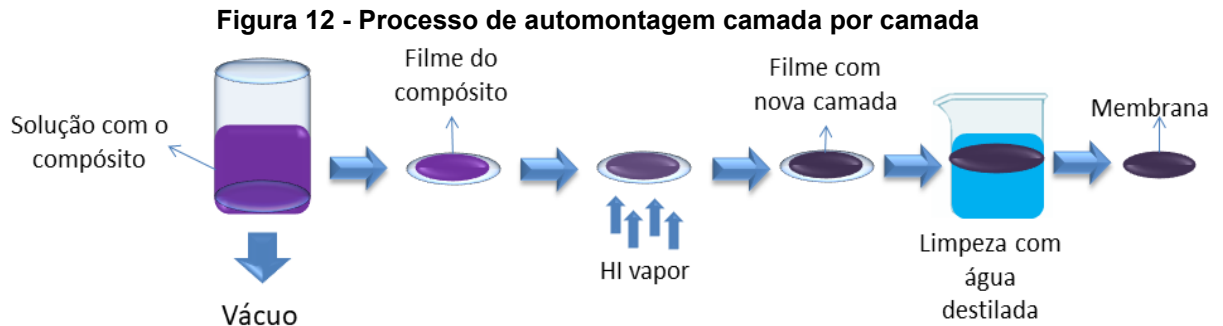 Figura 12 - Processo de automontagem camada por camada
Solução com o
compósito
Vácuo
Filme do
compósito
HI vapor
Filme com
nova camada
Limpeza com
água
destilada
Membrana